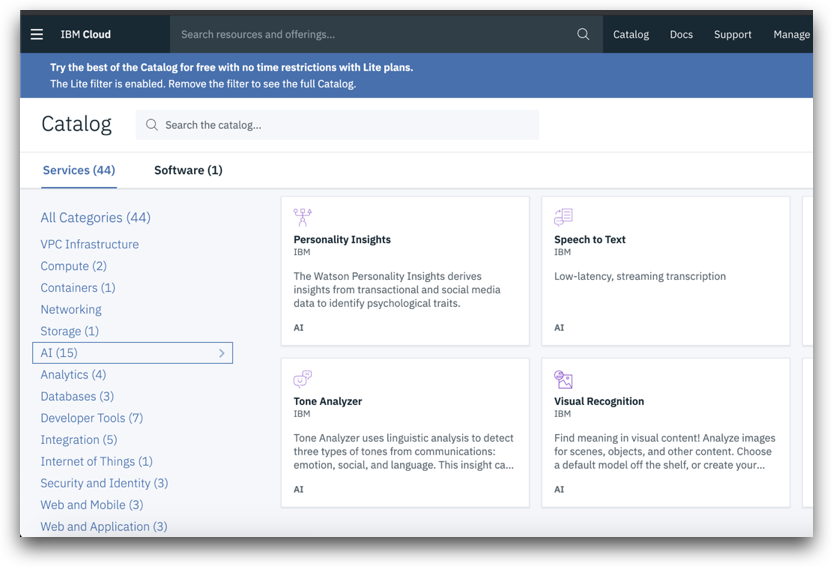 IBM Cloud
Search resources and offerings...
Catalog
Docs
Support
Manage
Try the best of the Catalog for free with no time restrictions with Lite plans.
The Lite filter is enabled. Remove the filter to see the full Catalog.
Catalog
Search the catalog...
Services (44)
Software (1)
All Categories (44)
VPC Infrastructure
Compute (2)
Containers (1)
Networking
Storage (1)
AI (15)
Analytics (4)
Databases (3)
Developer Tools (7)
Integration (5)
Internet of Things (1)
Security and Identity (3)
Web and Mobile (3)
Web and Application (3)
Personality Insights
IBM
The Watson Personality Insights derives
insights from transactional and social media
data to identify psychological traits.
AI
Speech to Text
IBM
Low-latency, streaming transcription
AI
Tone Analyzer
IBM
Tone Analyzer uses linguistic analysis to detect
three types of tones from communications:
emotion, social, and language. This insight ca...
AI
Visual Recognition
IBM
Find meaning in visual content! Analyze images
for scenes, objects, and other content. Choose
a default model off the shelf, or create your...
AI